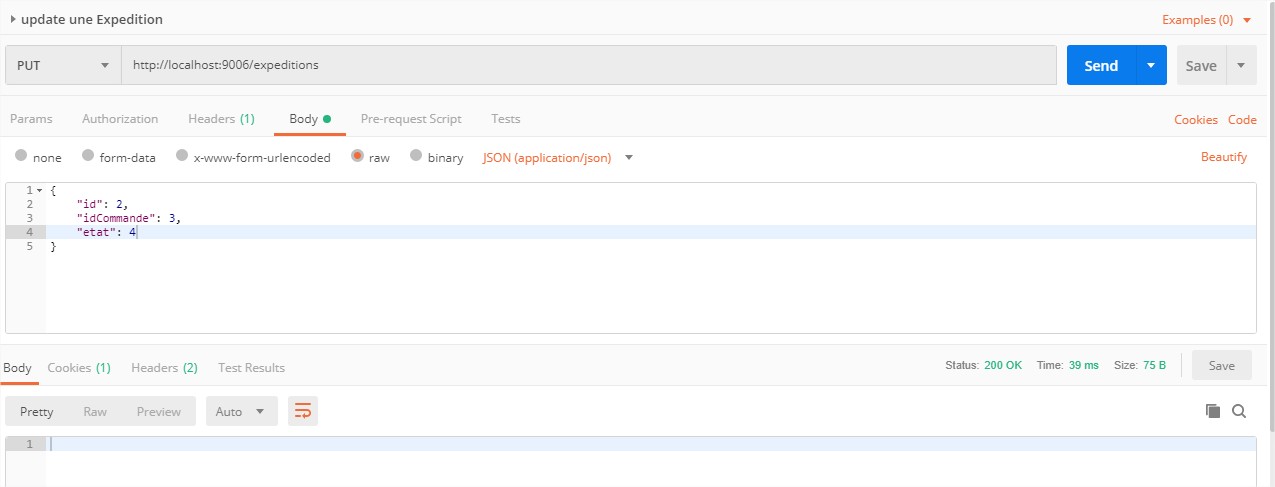 update une Expedition Examples (0)
PUT http://localhost:9006/expeditions Send Save
Params Authorization Headers (1) Body Pre-request Script Tests Cookies Code
none form-data x-www-form-urlencoded raw binary JSON (application/json) Beautify
1 {
2 "id": 2,
3 "idCommande": 3,
4 "etat": 4
5 }
Body Cookies (1) Headers (2) Test Results Status: 200 OK Time: 39 ms Size: 75 B Save
Pretty Raw Preview Auto
1